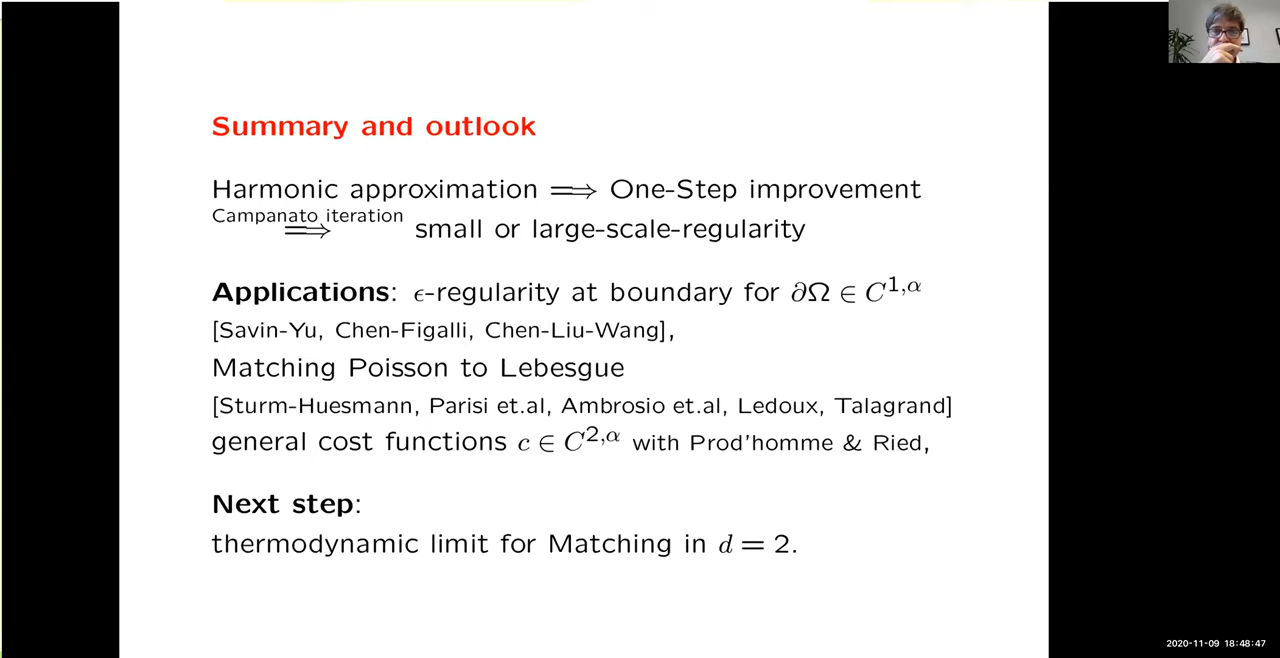 Summary and outlook
Harmonic approximation ⟹ One-Step improvement
Campanato iteration
⟹ small or large-scale-regularity
Applications: ϵ-regularity at boundary for ∂Ω ∈ C^{1,α}
[Savin-Yu, Chen-Figalli, Chen-Liu-Wang],
Matching Poisson to Lebesgue
[Sturm-Huesmann, Parisi et.al, Ambrosio et.al, Ledoux, Talagrand]
general cost functions c ∈ C^{2,α} with Prod'homme & Ried,
Next step:
thermodynamic limit for Matching in d = 2.
2020-11-09 18:48:47